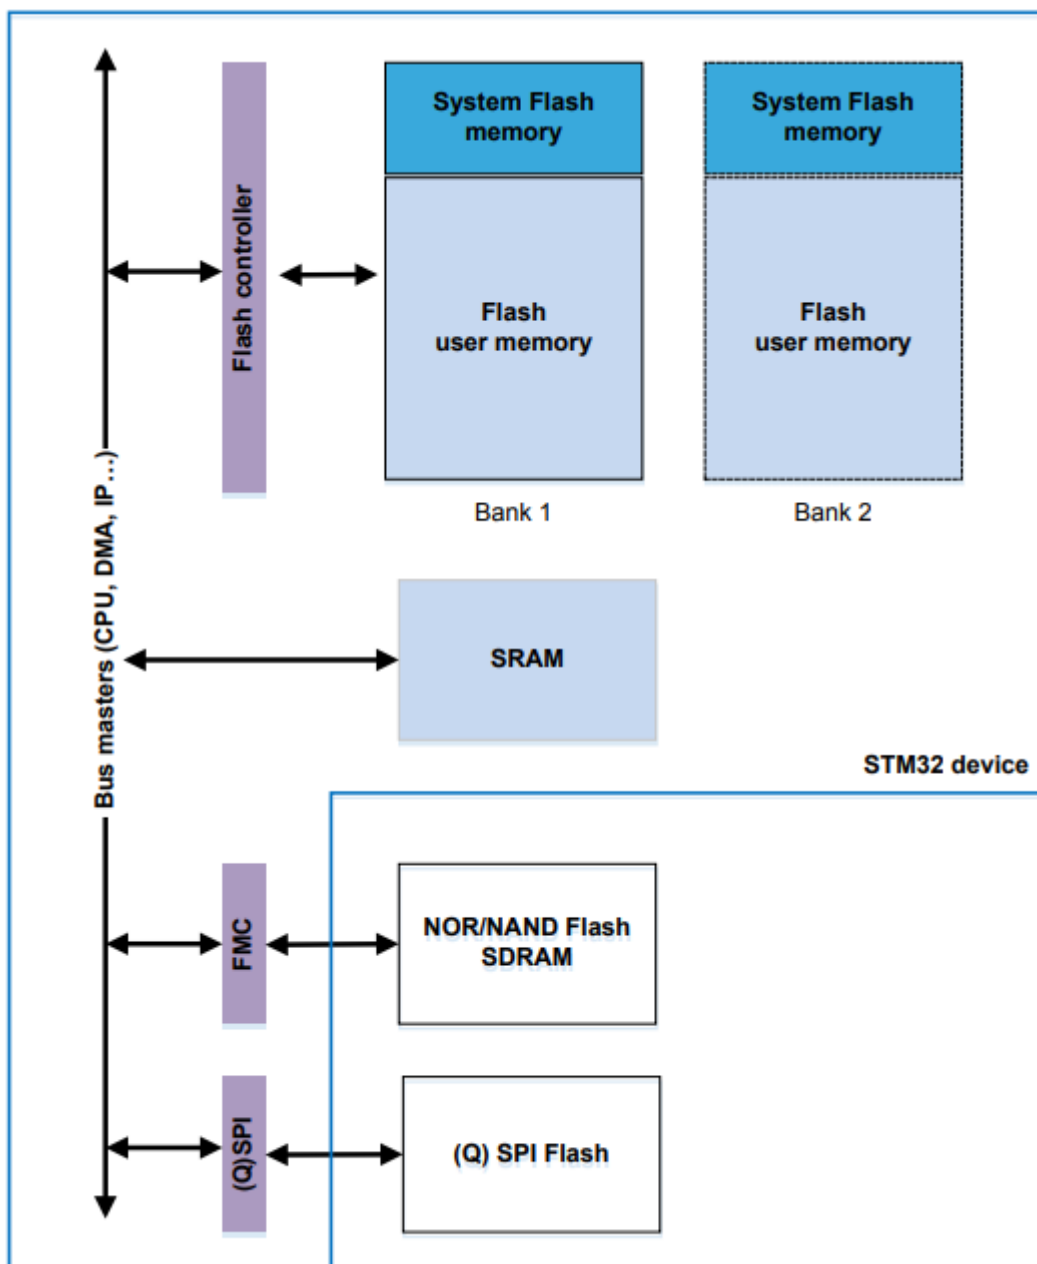 System Flash
memory
System Flash
memory
Flash controller
Flash
user memory
Flash
user memory
Bank 1
Bank 2
Bus masters (CPU, DMA, IP...)
SRAM
STM32 device
FMC
NOR/NAND Flash
SDRAM
(Q)SPI
(Q) SPI Flash